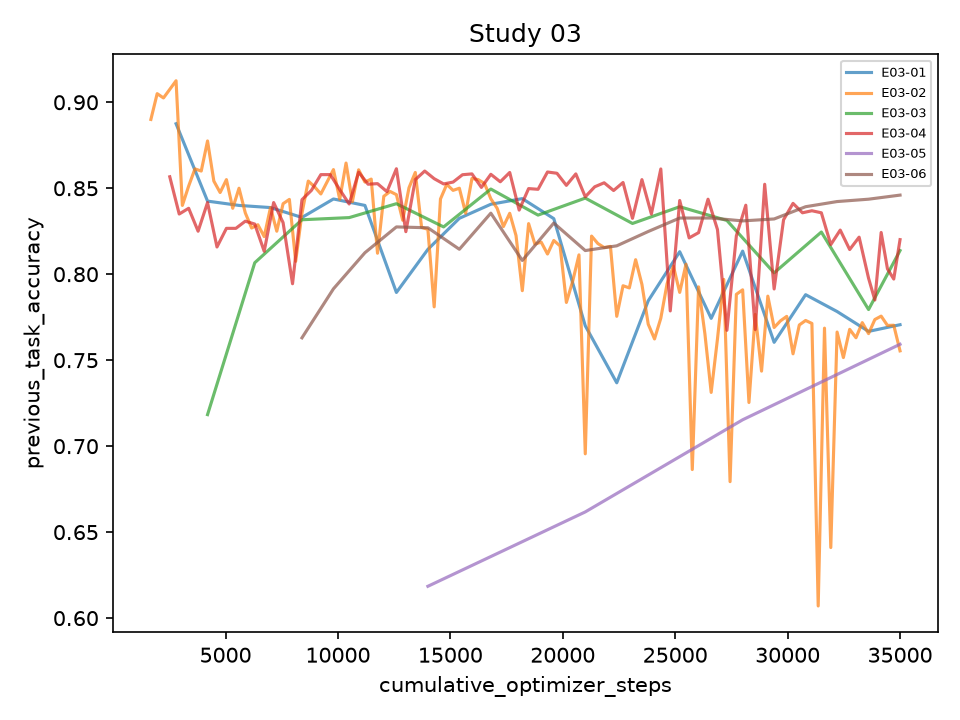 Study 03
previous_task_accuracy
0.90
0.85
0.80
0.75
0.70
0.65
0.60
E03-01
E03-02
E03-03
E03-04
E03-05
E03-06
5000
10000
15000
20000
25000
30000
35000
cumulative_optimizer_steps